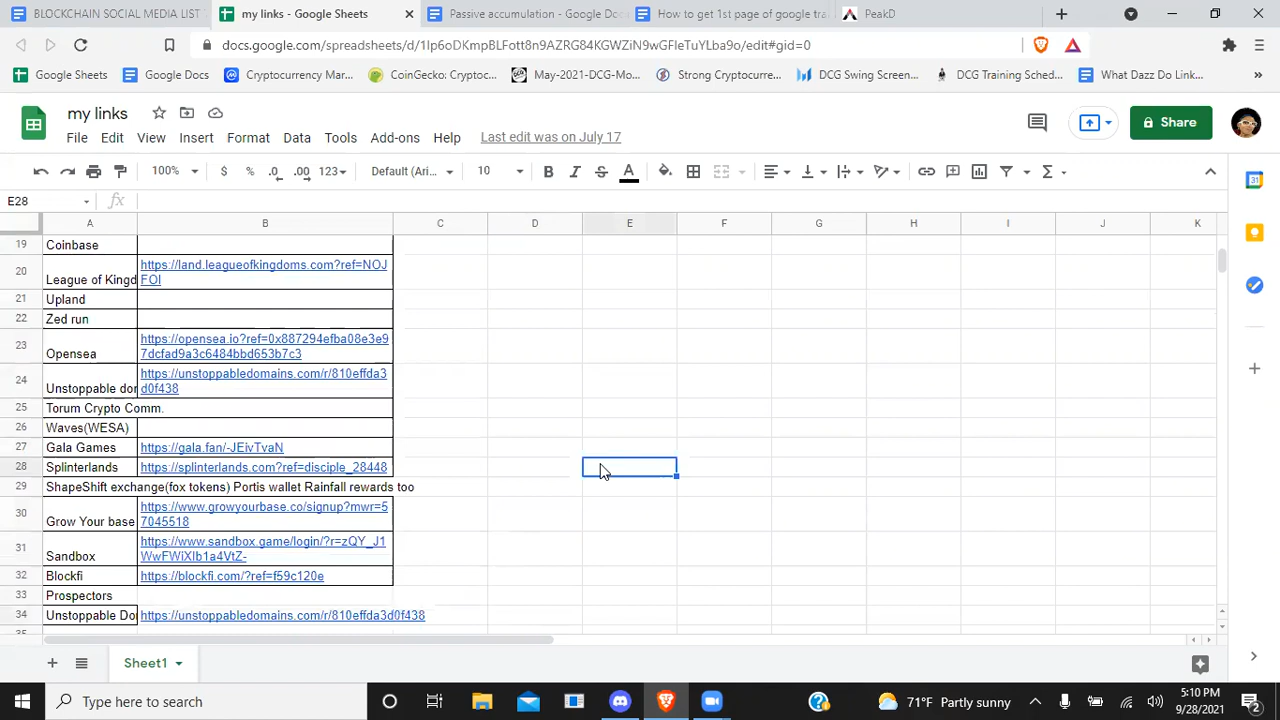 BLOCKCHAIN SOCIAL MEDIA LIST
my links - Google Sheets
Passive accumulation - Google Do
How to get 1st page of google tra
PeakD
docs.google.com/spreadsheets/d/1Ip6oDKmpBLFott8n9AZRG84KGWZiN9wGFleTuYLba9o/edit#gid=0
Google Sheets
Google Docs
Cryptocurrency Mar...
CoinGecko: Cryptoc...
May-2021-DCG-Mo...
Strong Cryptocurre...
DCG Swing Screen...
DCG Training Sched...
What Dazz Do Link...
my links
File Edit View Insert Format Data Tools Add-ons Help Last edit was on July 17
Share
100% $ % .0 .00 123 Default (Ari... 10 B I S A
E28 fx
A B C D E F G H I J K
19 Coinbase
20 League of Kingd https://land.leagueofkingdoms.com?ref=NOJ
FOI
21 Upland
22 Zed run
23 Opensea https://opensea.io?ref=0x887294efba08e3e9
7dcfad9a3c6484bbd653b7c3
24 Unstoppable dor https://unstoppabledomains.com/r/810effda3
d0f438
25 Torum Crypto Comm.
26 Waves(WESA)
27 Gala Games https://gala.fan/-JEivTvaN
28 Splinterlands https://splinterlands.com?ref=disciple_28448
29 ShapeShift exchange(fox tokens) Portis wallet Rainfall rewards too
30 Grow Your base https://www.growyourbase.co/signup?mwr=5
7045518
31 Sandbox https://www.sandbox.game/login/?r=zQY_J1
WwFWiXIb1a4VtZ-
32 Blockfi https://blockfi.com/?ref=f59c120e
33 Prospectors
34 Unstoppable Doi https://unstoppabledomains.com/r/810effda3d0f438
Sheet1
Type here to search
71°F Partly sunny
5:10 PM
9/28/2021
2